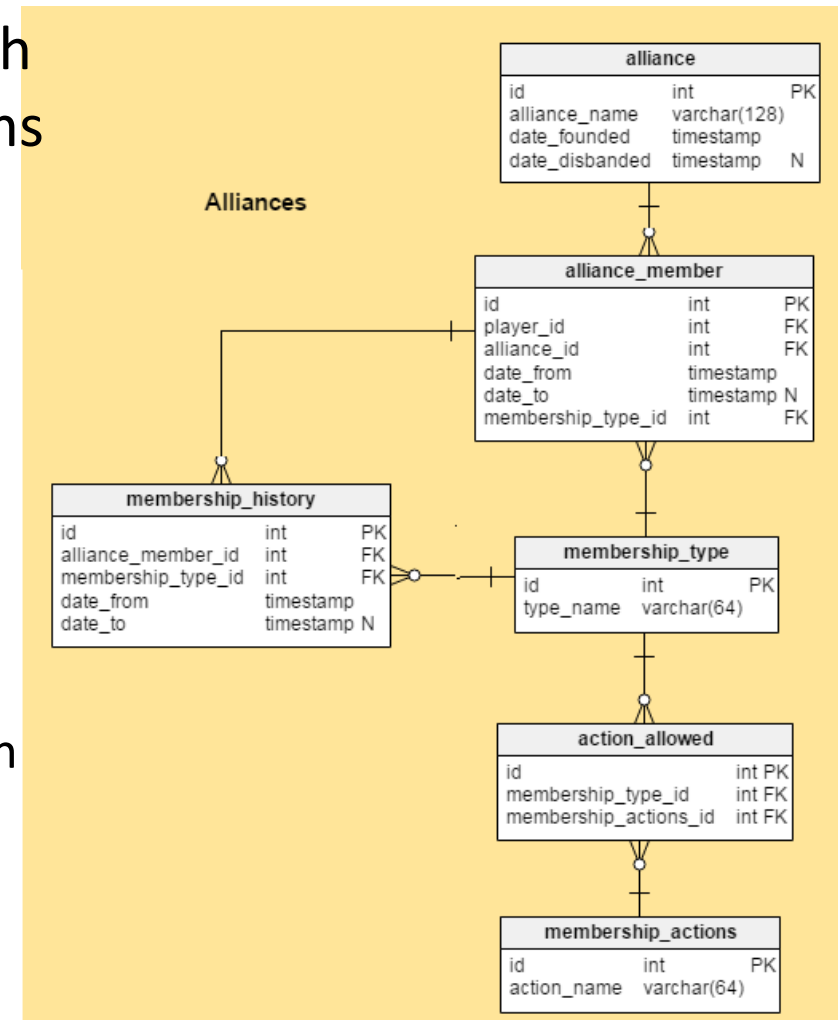 h
ns
n
Alliances
alliance
id int PK
alliance_name varchar(128)
date_founded timestamp
date_disbanded timestamp N
alliance_member
id int PK
player_id int FK
alliance_id int FK
date_from timestamp
date_to timestamp N
membership_type_id int FK
membership_history
id int PK
alliance_member_id int FK
membership_type_id int FK
date_from timestamp
date_to timestamp N
membership_type
id int PK
type_name varchar(64)
action_allowed
id int PK
membership_type_id int FK
membership_actions_id int FK
membership_actions
id int PK
action_name varchar(64)